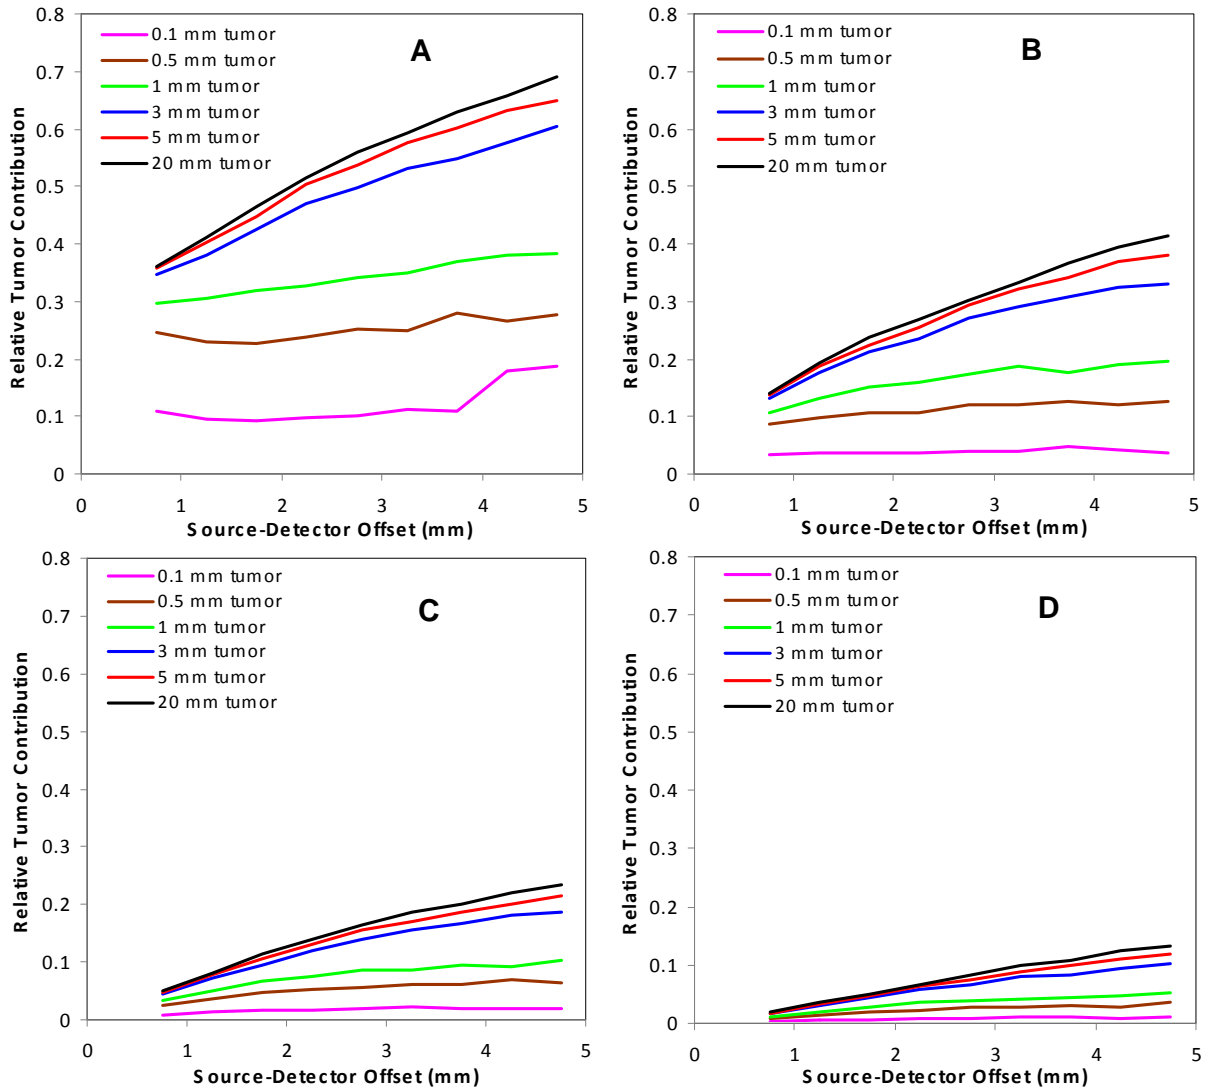 A
0.8
0.7
0.6
0.5
0.4
0.3
0.2
0.1
0
Relative Tumor Contribution
0.1 mm tumor
0.5 mm tumor
1 mm tumor
3 mm tumor
5 mm tumor
20 mm tumor
0 1 2 3 4 5
Source-Detector Offset (mm)
B
0.8
0.7
0.6
0.5
0.4
0.3
0.2
0.1
0
Relative Tumor Contribution
0.1 mm tumor
0.5 mm tumor
1 mm tumor
3 mm tumor
5 mm tumor
20 mm tumor
0 1 2 3 4 5
Source-Detector Offset (mm)
C
0.8
0.7
0.6
0.5
0.4
0.3
0.2
0.1
0
Relative Tumor Contribution
0.1 mm tumor
0.5 mm tumor
1 mm tumor
3 mm tumor
5 mm tumor
20 mm tumor
0 1 2 3 4 5
Source-Detector Offset (mm)
D
0.8
0.7
0.6
0.5
0.4
0.3
0.2
0.1
0
Relative Tumor Contribution
0.1 mm tumor
0.5 mm tumor
1 mm tumor
3 mm tumor
5 mm tumor
20 mm tumor
0 1 2 3 4 5
Source-Detector Offset (mm)